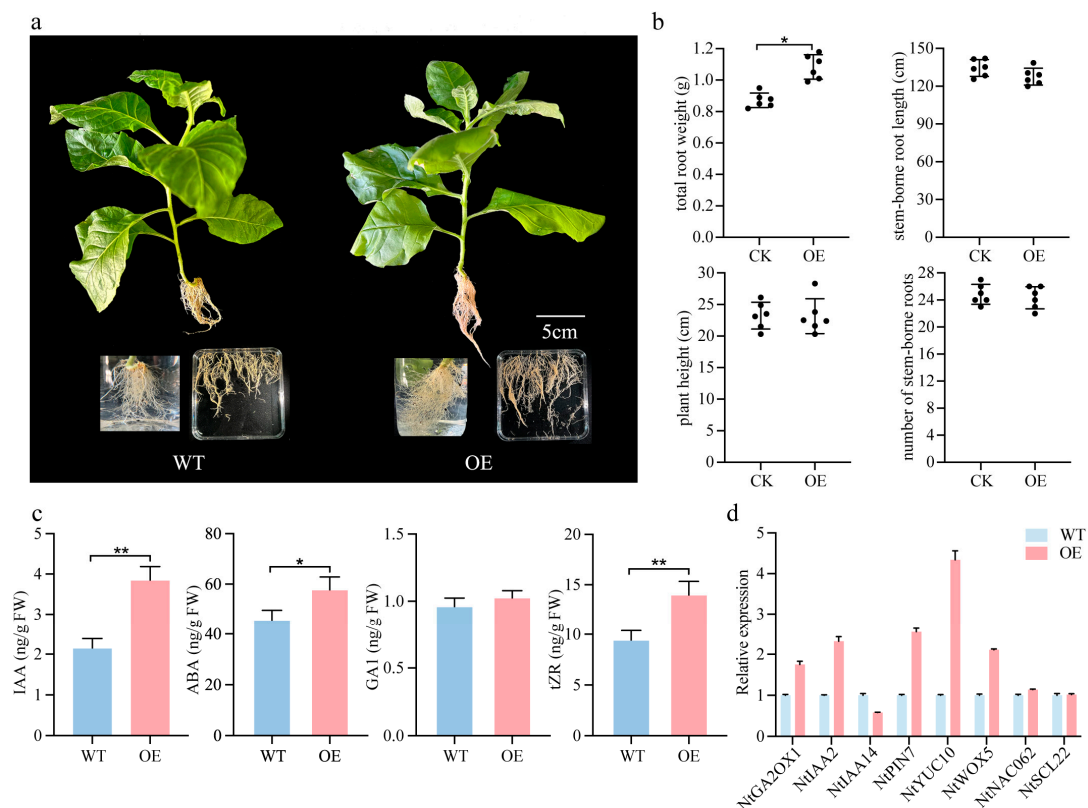 a
5cm
WT
OE
b
total root weight (g)
1.2
1.0
0.8
0.6
0.4
0.2
0.0
*
CK
OE
stem-borne root length (cm)
150
120
90
60
30
0
CK
OE
plant height (cm)
30
25
20
15
10
5
0
CK
OE
number of stem-borne roots
28
24
20
16
12
8
4
0
CK
OE
c
IAA (ng/g FW)
5
4
3
2
1
0
**
WT
OE
ABA (ng/g FW)
80
60
40
20
0
*
WT
OE
GA1 (ng/g FW)
1.5
1.0
0.5
0.0
WT
OE
tZR (ng/g FW)
20
15
10
5
0
**
WT
OE
d
WT
OE
Relative expression
5
4
3
2
1
0
NtGA2OX1
NtIAA2
NtIAA14
NtPIN7
NtYUC10
NtWOX5
NtNAC062
NtSCL22